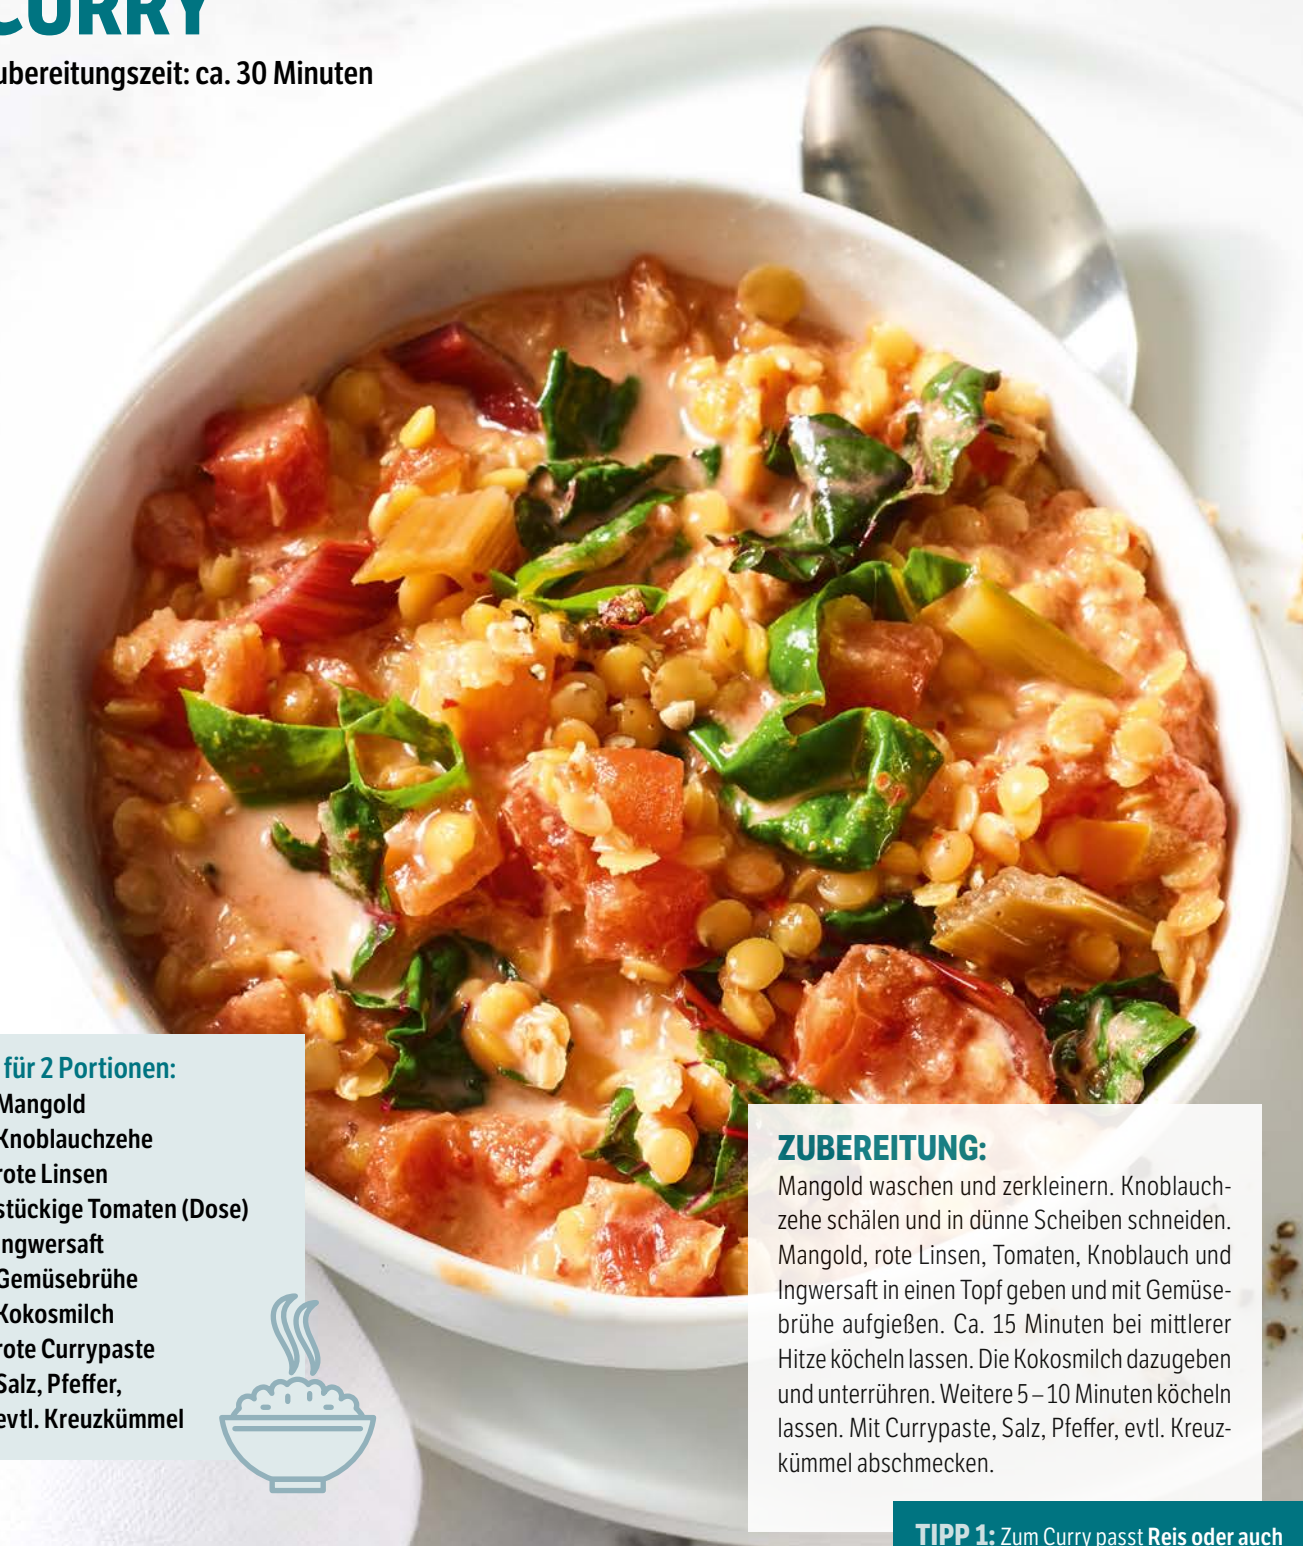 CURRY
ubereitungszeit: ca. 30 Minuten
für 2 Portionen:
Mangold
Knoblauchzehe
rote Linsen
stückige Tomaten (Dose)
ngwersaft
Gemüsebrühe
Kokosmilch
rote Currypaste
Salz, Pfeffer,
evtl. Kreuzkümmel
ZUBEREITUNG:
Mangold waschen und zerkleinern. Knoblauch-
zehe schälen und in dünne Scheiben schneiden.
Mangold, rote Linsen, Tomaten, Knoblauch und
Ingwersaft in einen Topf geben und mit Gemüse-
brühe aufgießen. Ca. 15 Minuten bei mittlerer
Hitze köcheln lassen. Die Kokosmilch dazugeben
und unterrühren. Weitere 5 – 10 Minuten köcheln
lassen. Mit Currypaste, Salz, Pfeffer, evtl. Kreuz-
kümmel abschmecken.
TIPP 1: Zum Curry passt Reis oder auch